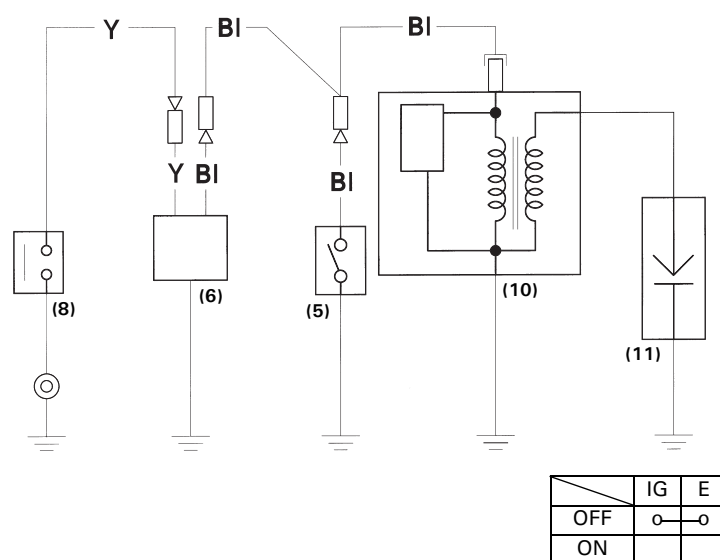 Y Bl Bl
Y Bl Bl
(8) (6) (5) (10)
(11)
IG E
OFF o o
ON